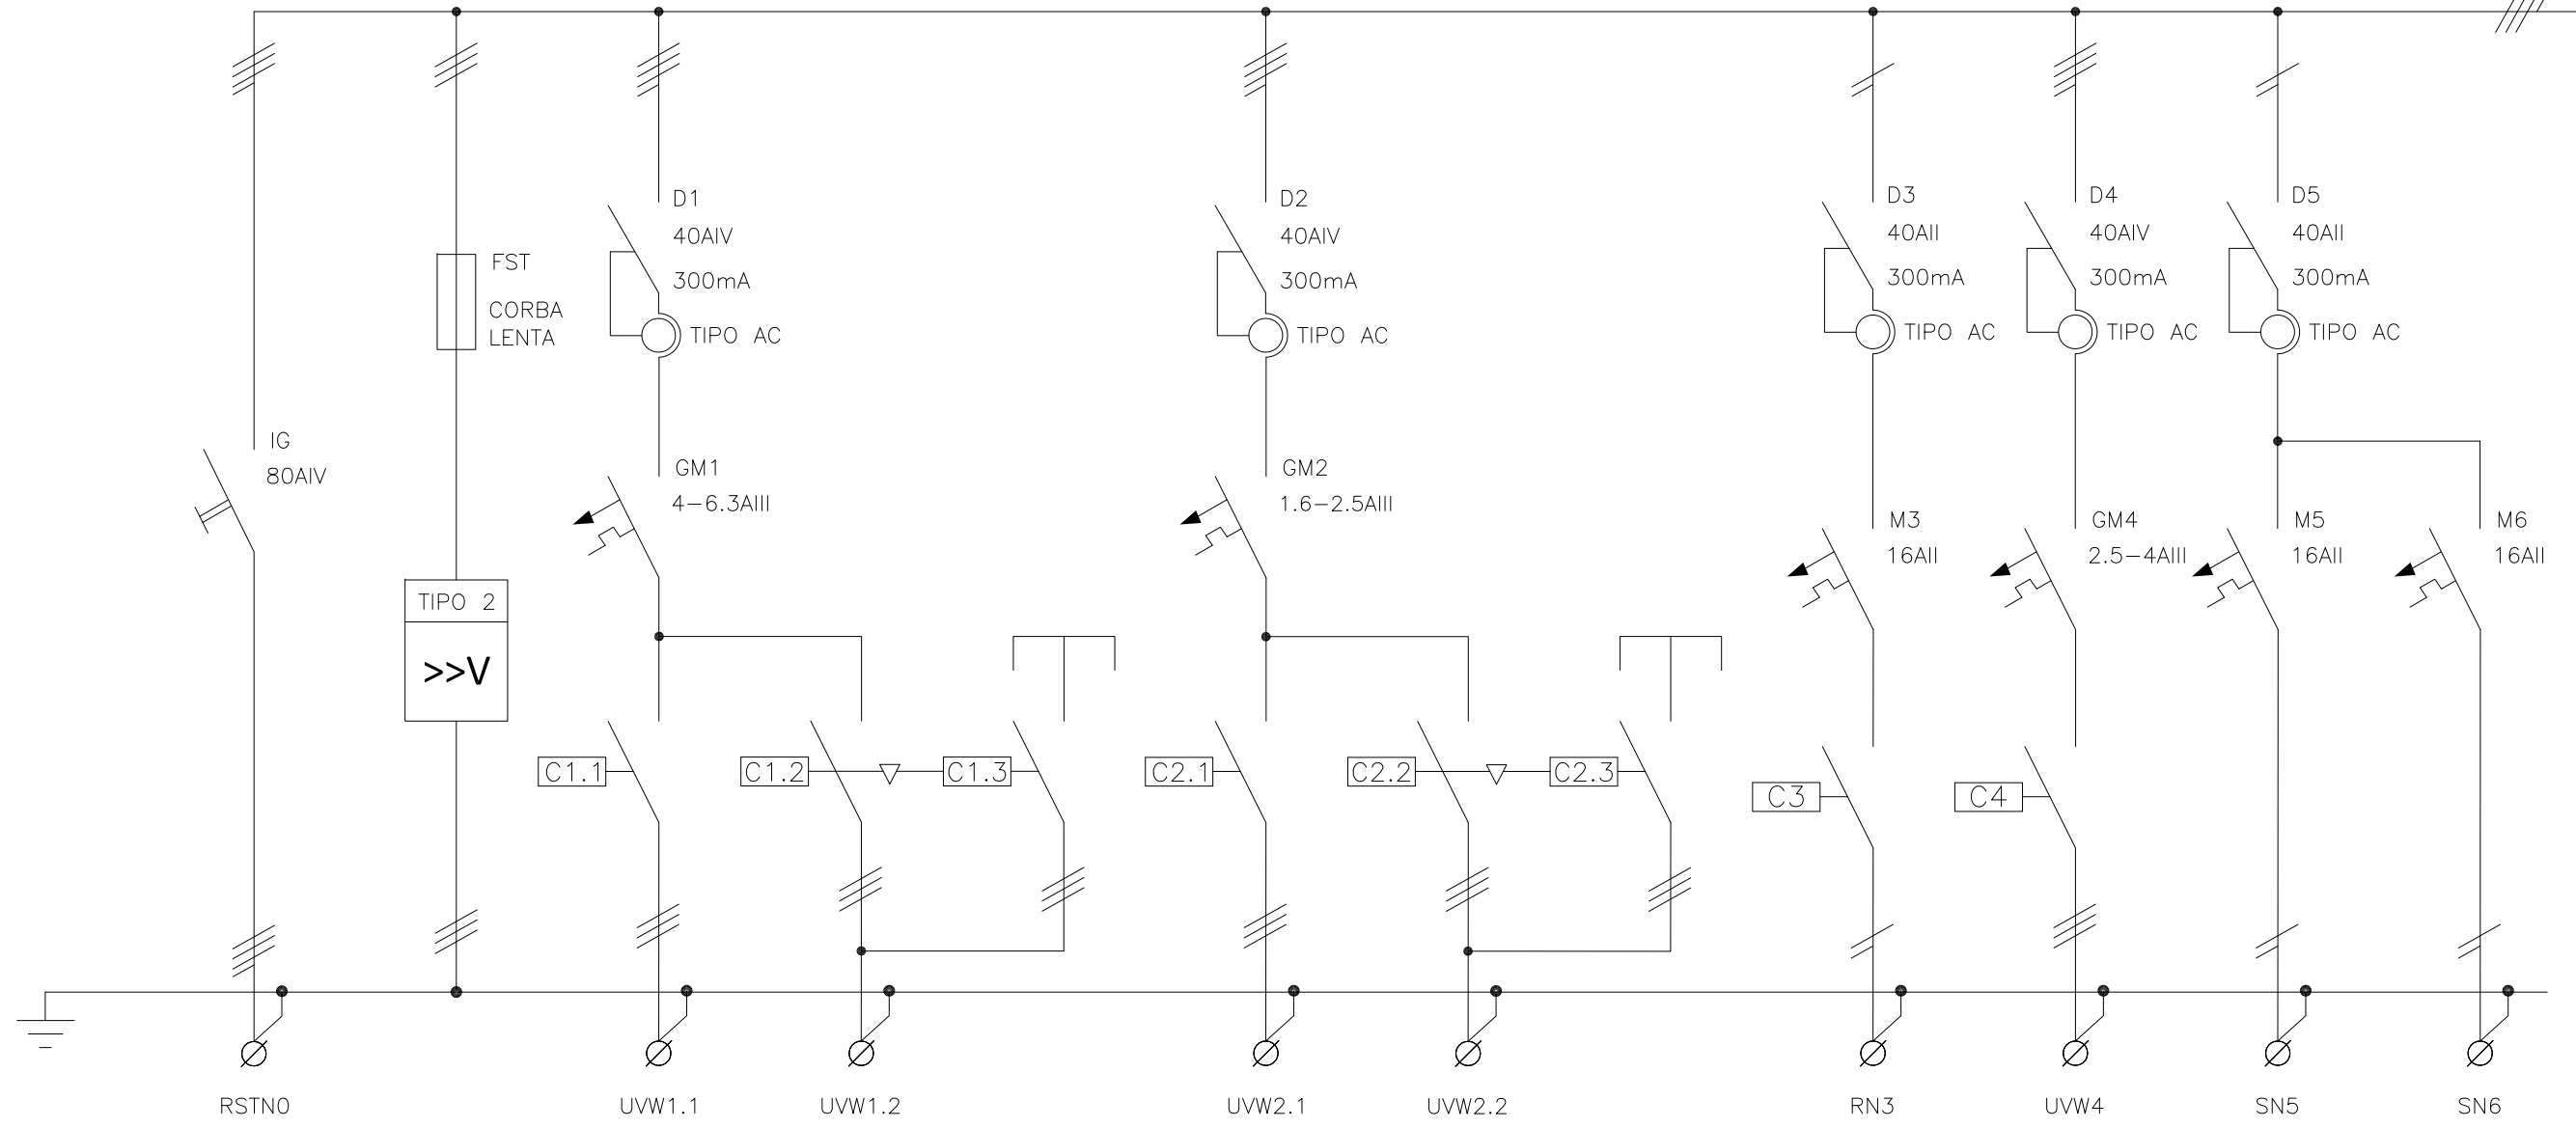 D1
40AIV
300mA
TIPO AC
D2
40AIV
300mA
TIPO AC
D3
40AII
300mA
TIPO AC
D4
40AIV
300mA
TIPO AC
D5
40AII
300mA
TIPO AC
FST
CORBA
LENTA
IG
80AIV
GM1
4-6.3AIII
GM2
1.6-2.5AIII
M3
16AII
GM4
2.5-4AIII
M5
16AII
M6
16AII
TIPO 2
>>V
C1.1
C1.2
C1.3
C2.1
C2.2
C2.3
C3
C4
RSTN0
UVW1.1
UVW1.2
UVW2.1
UVW2.2
RN3
UVW4
SN5
SN6